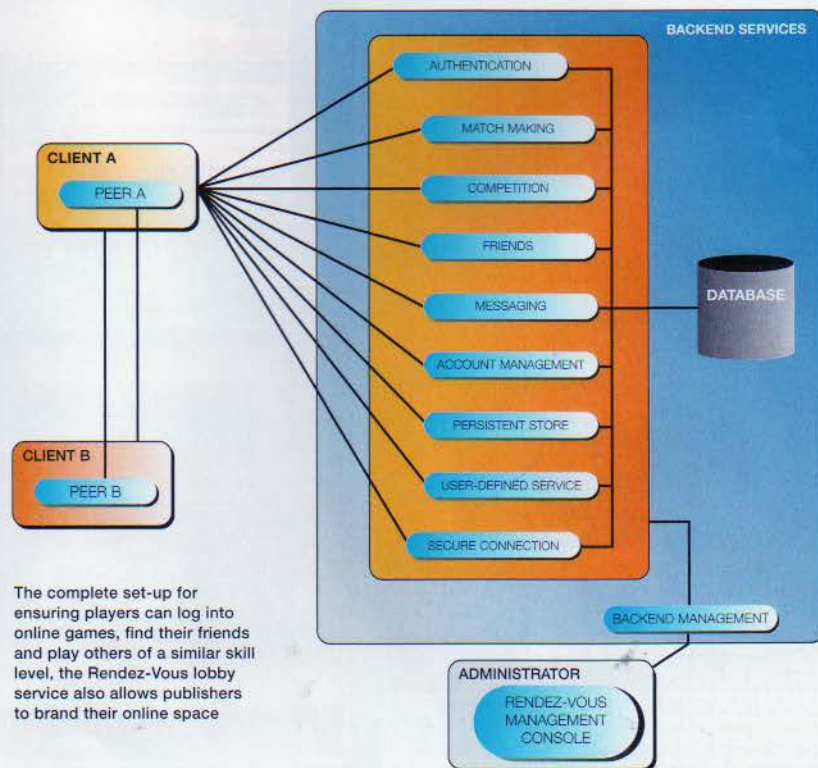 BACKEND SERVICES
AUTHENTICATION
MATCH MAKING
CLIENT A
PEER A
COMPETITION
FRIENDS
MESSAGING
DATABASE
ACCOUNT MANAGEMENT
PERSISTENT STORE
CLIENT B
PEER B
USER-DEFINED SERVICE
SECURE CONNECTION
The complete set-up for
ensuring players can log into
online games, find their friends
and play others of a similar skill
level, the Rendez-Vous lobby
service also allows publishers
to brand their online space
BACKEND MANAGEMENT
ADMINISTRATOR
RENDEZ-VOUS
MANAGEMENT
CONSOLE